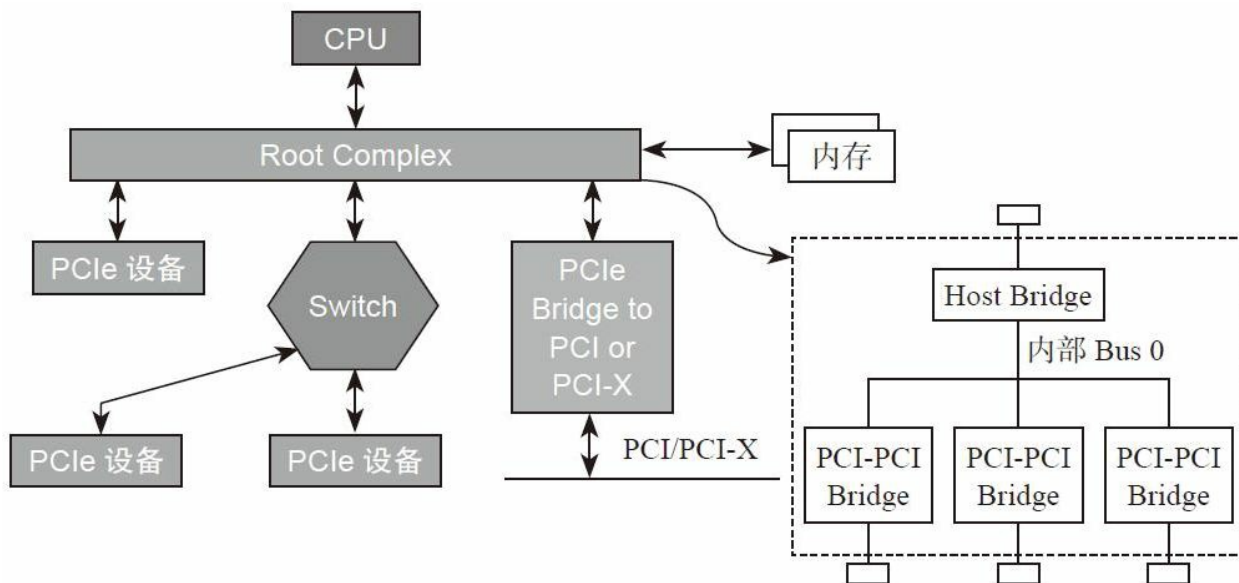 CPU
Root Complex
内存
PCIe 设备
Switch
PCIe
Bridge to
PCI or
PCI-X
Host Bridge
内部 Bus 0
PCIe 设备
PCIe 设备
PCI/PCI-X
PCI-PCI
Bridge
PCI-PCI
Bridge
PCI-PCI
Bridge